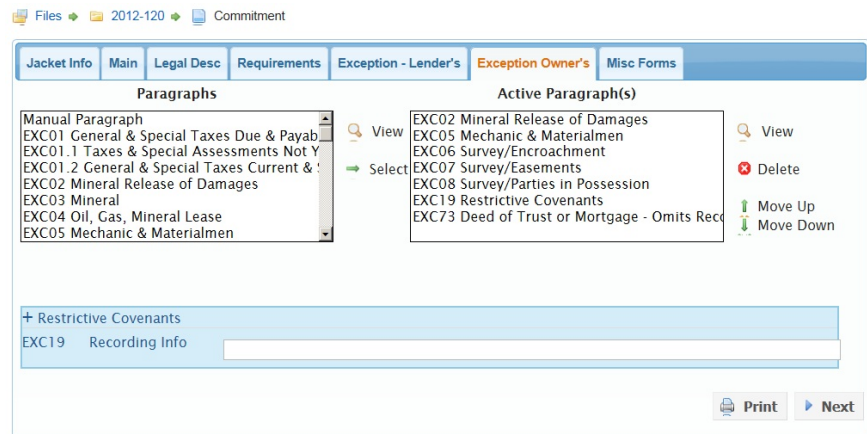 Files 2012-120 Commitment
Jacket Info Main Legal Desc Requirements Exception - Lender's Exception Owner's Misc Forms
Paragraphs
Manual Paragraph
EXC01 General & Special Taxes Due & Payab
EXC01.1 Taxes & Special Assessments Not Y
EXC01.2 General & Special Taxes Current &
EXC02 Mineral Release of Damages
EXC03 Mineral
EXC04 Oil, Gas, Mineral Lease
EXC05 Mechanic & Materialmen
View
Select
Active Paragraph(s)
EXC02 Mineral Release of Damages
EXC05 Mechanic & Materialmen
EXC06 Survey/Encroachment
EXC07 Survey/Easements
EXC08 Survey/Parties in Possession
EXC19 Restrictive Covenants
EXC73 Deed of Trust or Mortgage - Omits Reco
View
Delete
Move Up
Move Down
+ Restrictive Covenants
EXC19 Recording Info
Print Next